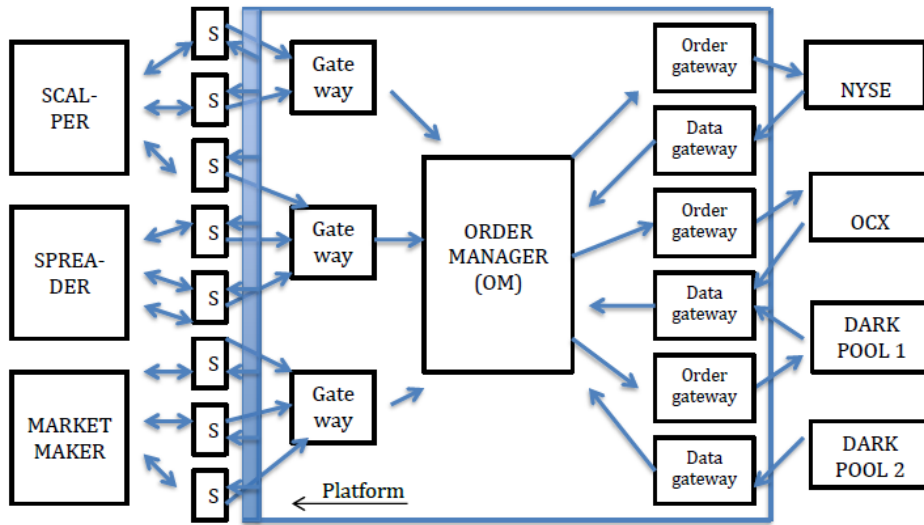 SCAL-
PER
SPREA-
DER
MARKET
MAKER
S
S
S
S
S
S
S
S
Gate
way
Gate
way
Gate
way
Platform
ORDER
MANAGER
(OM)
Order
gateway
Data
gateway
Order
gateway
Data
gateway
Order
gateway
Data
gateway
NYSE
OCX
DARK
POOL 1
DARK
POOL 2